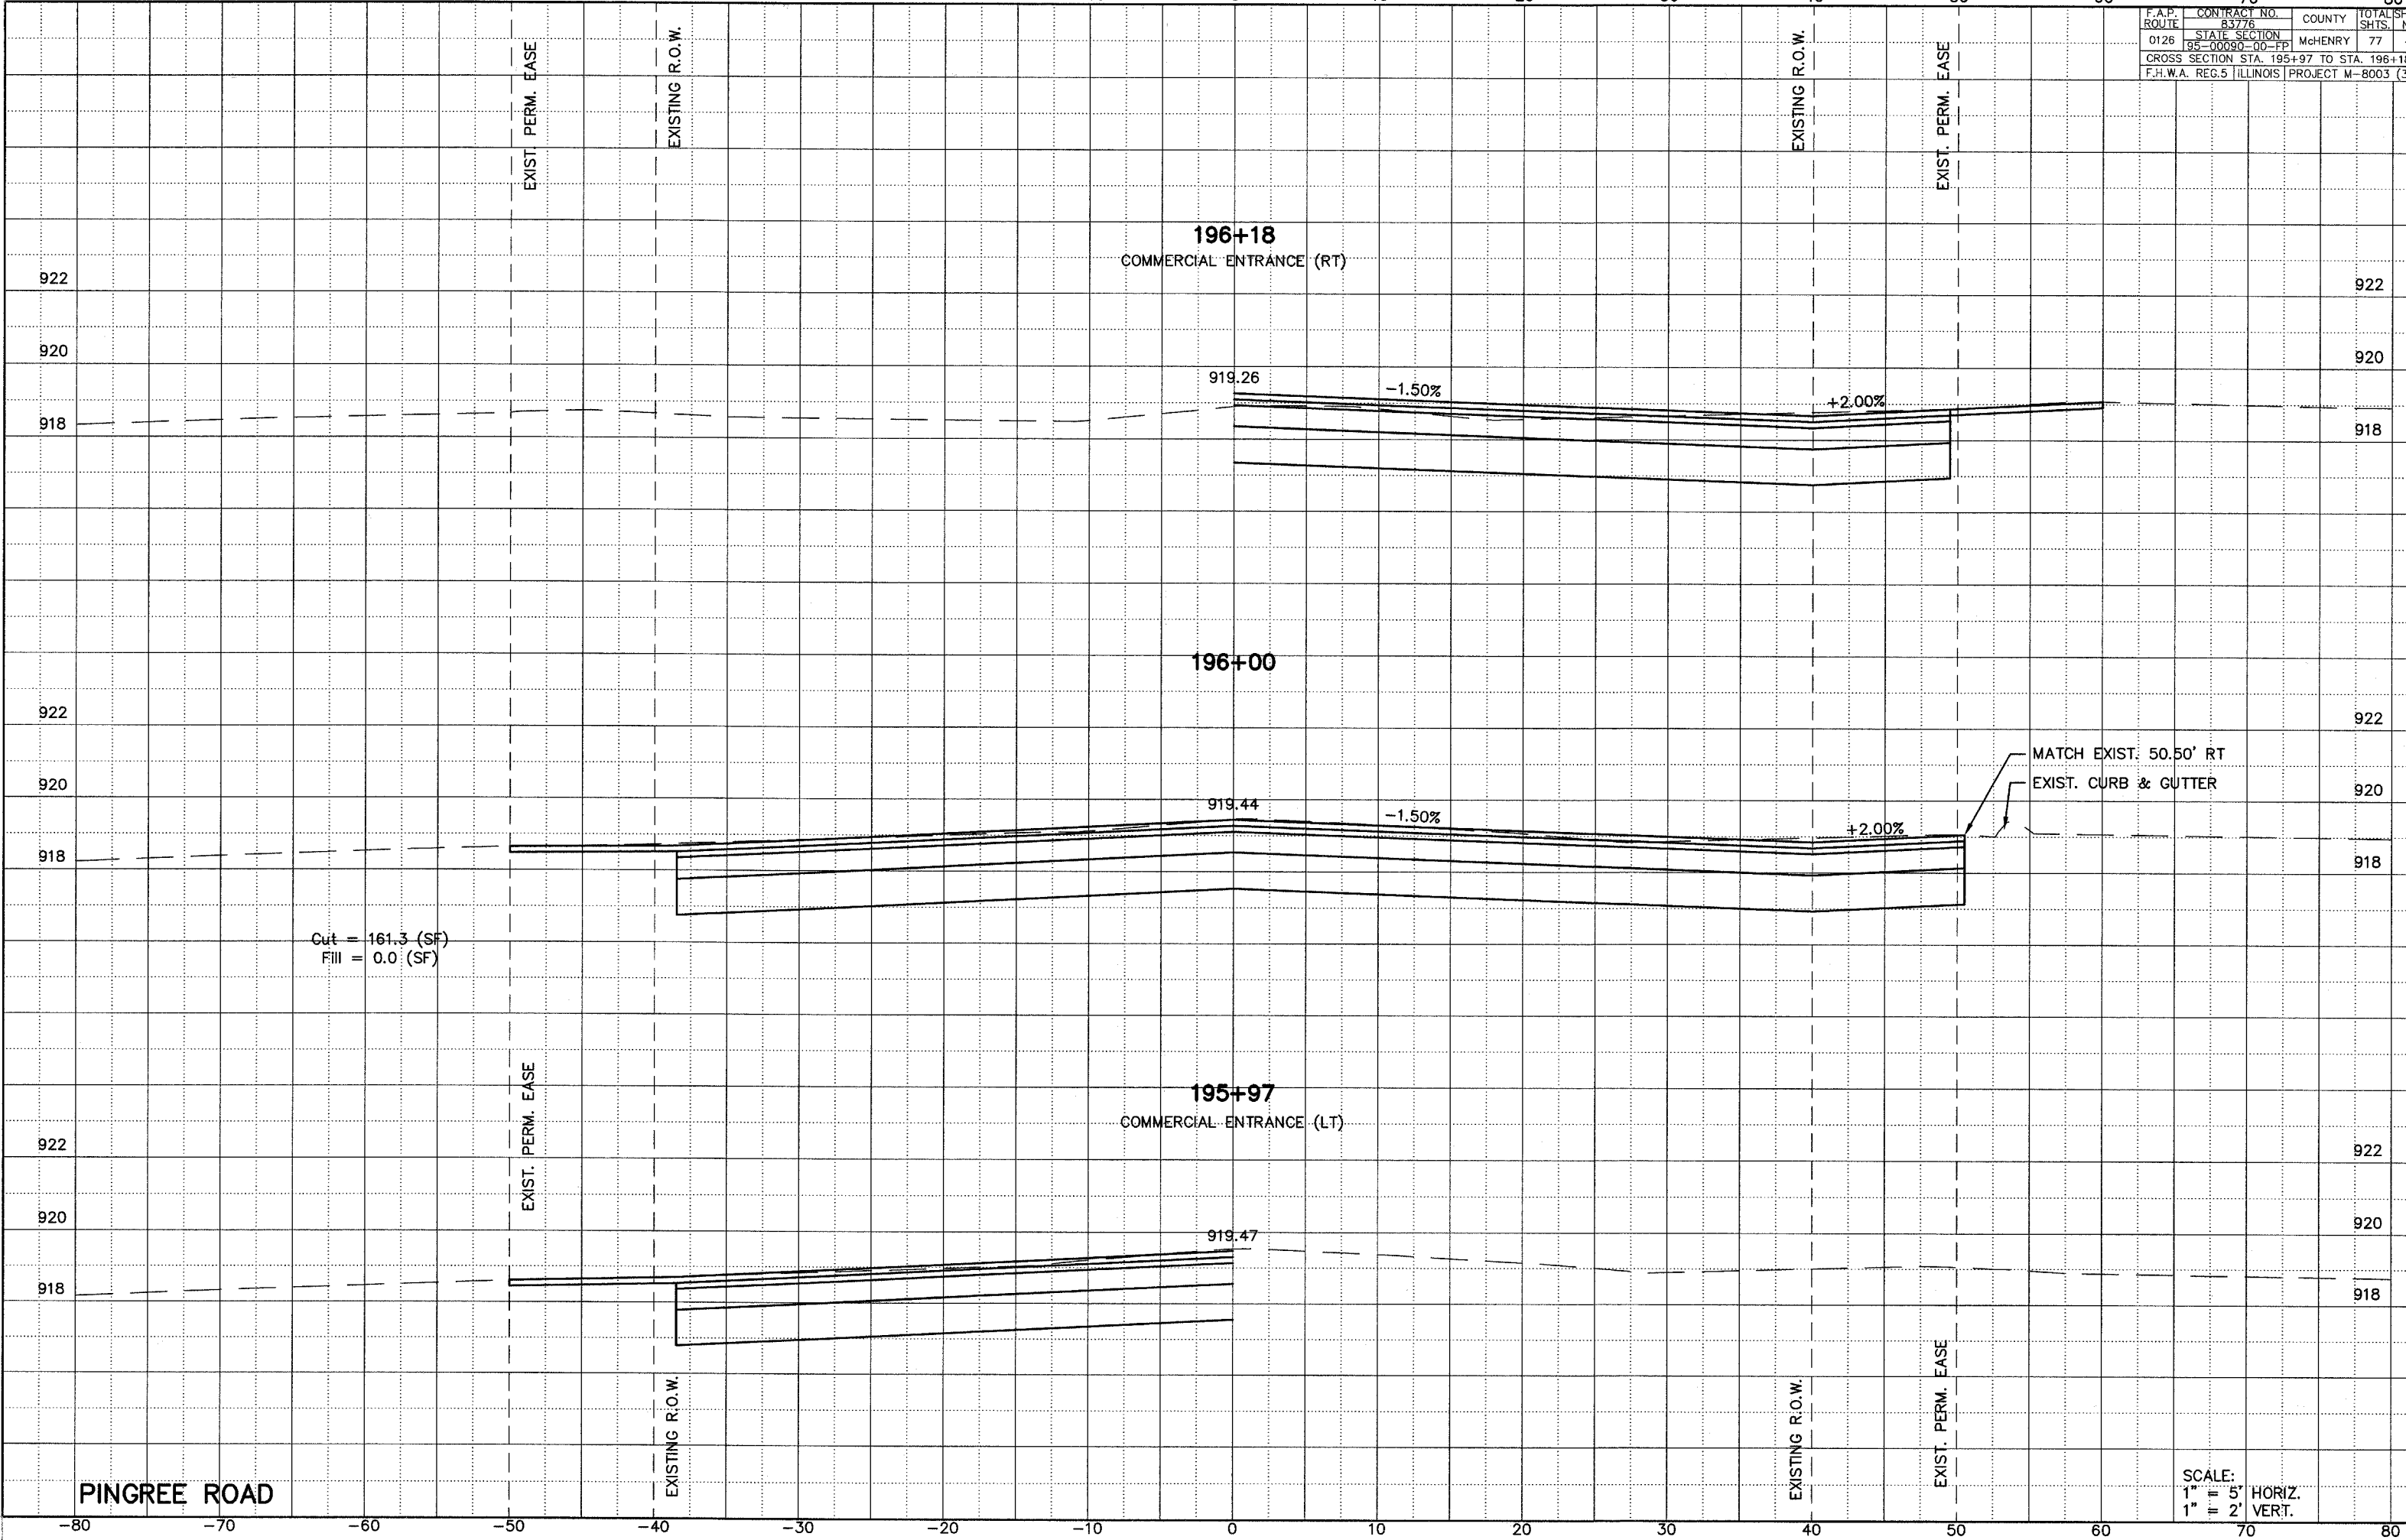 F.A.P. ROUTE
CONTRACT NO. 83776
COUNTY
TOTAL SHTS.
0126
STATE SECTION 95-00090-00-FP
McHENRY
77
CROSS SECTION STA. 195+97 TO STA. 196+18
F.H.W.A. REG.5 ILLINOIS PROJECT M-8003 (3
EXIST. PERM. EASE
EXISTING R.O.W.
EXISTING R.O.W.
EXIST. PERM. EASE
196+18
COMMERCIAL ENTRANCE (RT)
922
922
920
920
919.26
-1.50%
+2.00%
918
918
196+00
922
922
MATCH EXIST. 50.50' RT
EXIST. CURB & GUTTER
920
920
919.44
-1.50%
+2.00%
918
918
Cut = 161.3 (SF)
Fill = 0.0 (SF)
EXIST. PERM. EASE
195+97
COMMERCIAL ENTRANCE (LT)
922
922
920
920
919.47
918
918
EXISTING R.O.W.
EXISTING R.O.W.
EXIST. PERM. EASE
PINGREE ROAD
SCALE:
1" = 5' HORIZ.
1" = 2' VERT.
-80 -70 -60 -50 -40 -30 -20 -10 0 10 20 30 40 50 60 70 80